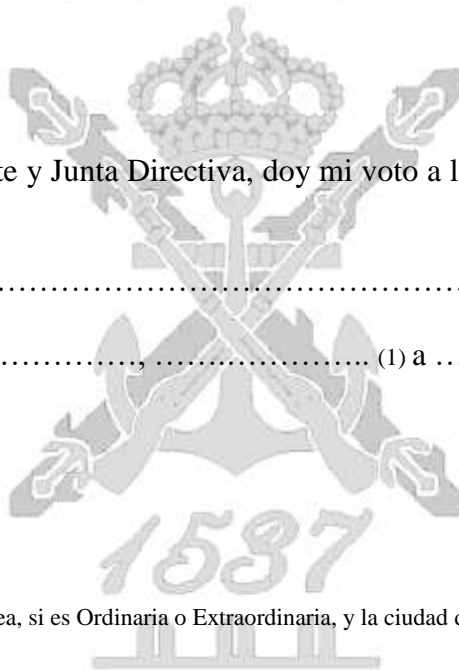 te y Junta Directiva, doy mi voto a l
……………………………………………
……………, ……….……….. (1) a …
1537
ea, si es Ordinaria o Extraordinaria, y la ciudad